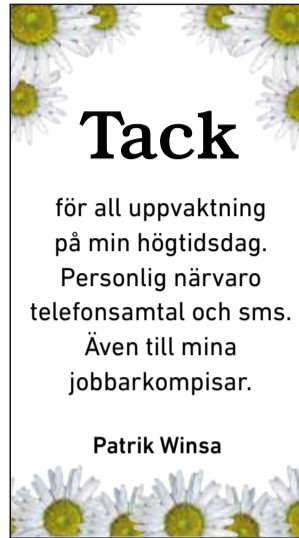 Tack
för all uppvaktning
på min högtidsdag.
Personlig närvaro
telefonsamtal och sms.
Även till mina
jobbarkompisar.
Patrik Winsa